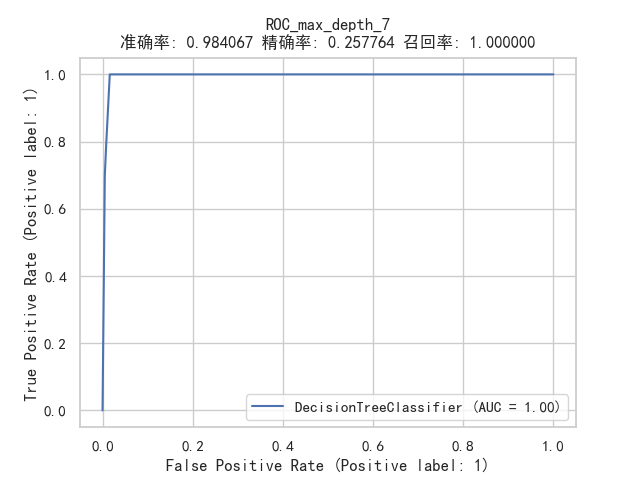 ROC_max_depth_7
准确率: 0.984067 精确率: 0.257764 召回率: 1.000000
True Positive Rate (Positive label: 1)
1.0
0.8
0.6
0.4
0.2
0.0
DecisionTreeClassifier (AUC = 1.00)
0.0 0.2 0.4 0.6 0.8 1.0
False Positive Rate (Positive label: 1)